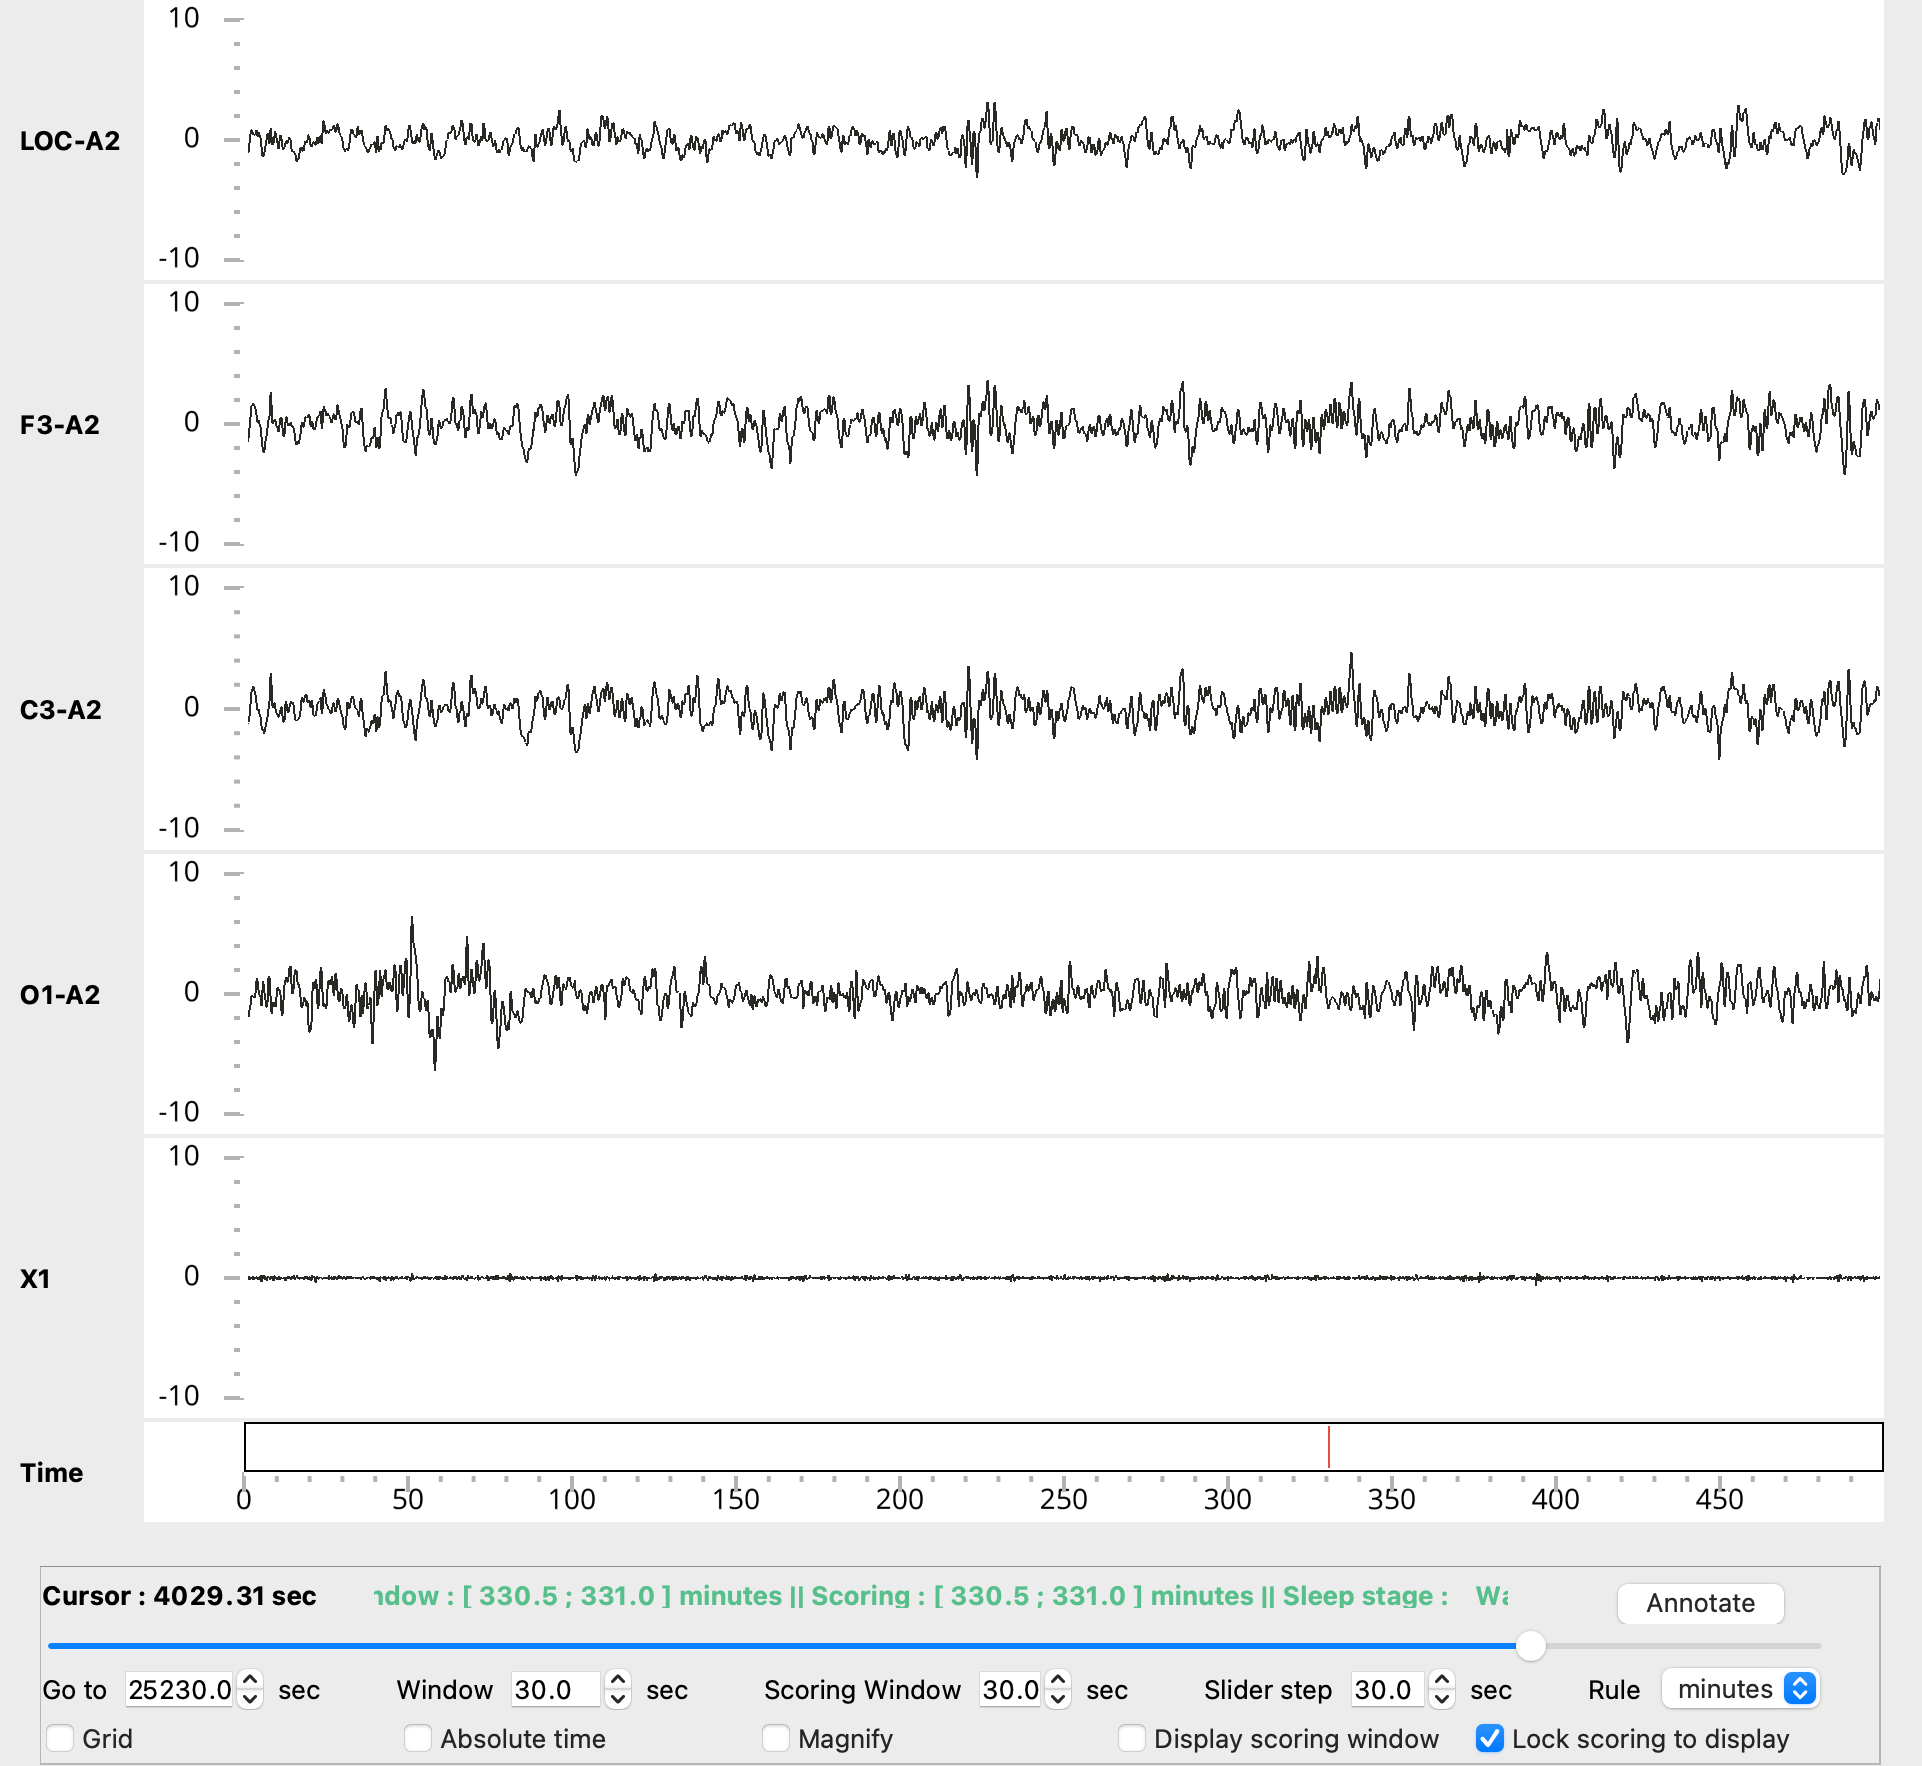 10
LOC-A2
0
-10
10
F3-A2
0
-10
10
C3-A2
0
-10
10
O1-A2
0
-10
10
X1
0
-10
Time
0 50 100 150 200 250 300 350 400 450
Cursor : 4029.31 sec ndow : [ 330.5 ; 331.0 ] minutes || Scoring : [ 330.5 ; 331.0 ] minutes || Sleep stage : Wa Annotate
Go to 25230.0 sec Window 30.0 sec Scoring Window 30.0 sec Slider step 30.0 sec Rule minutes
Grid Absolute time Magnify Display scoring window Lock scoring to display